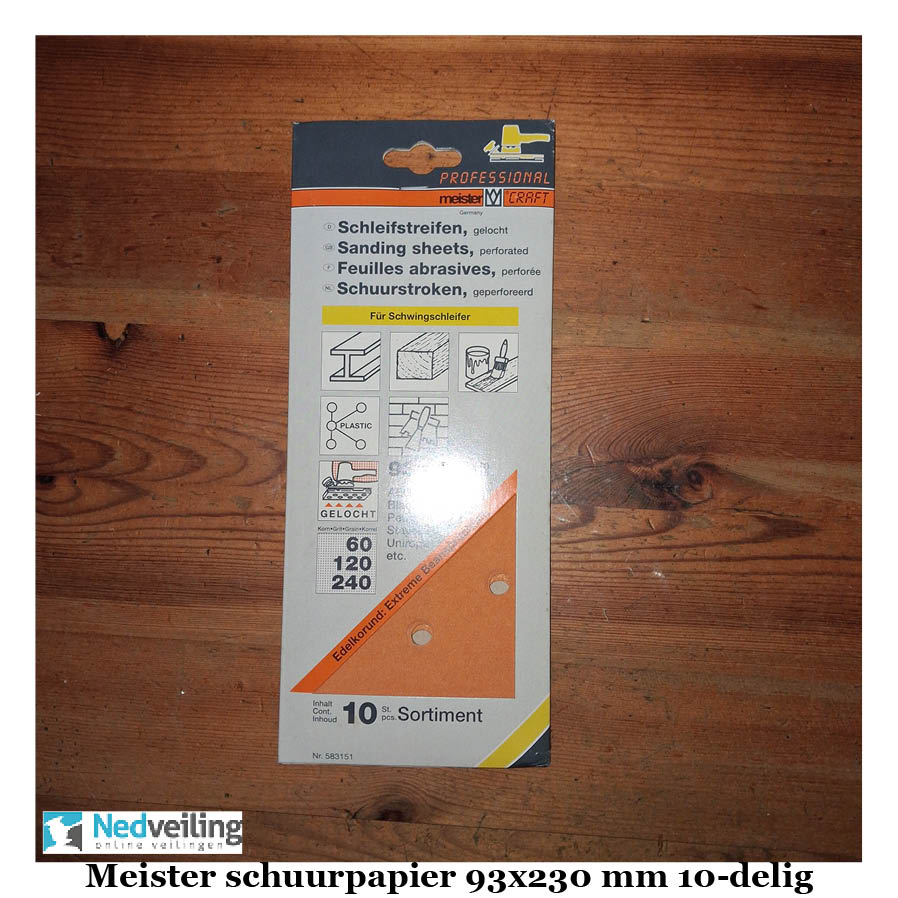 PROFESSIONAL
meister CRAFT
Germany
D Schleifstreifen, gelocht
GB Sanding sheets, perforated
F Feuilles abrasives, perforée
NL Schuurstroken, geperforeerd
Für Schwingschleifer
PLASTIC
GELOCHT
Korn•Grit•Grain•Korrel
60
120
240
etc.
Edelkorund: Extreme
Inhalt
Cont.
Inhoud
10 St. pcs. Sortiment
Nr. 583151
Nedveiling
online veilingen
Meister schuurpapier 93x230 mm 10-delig